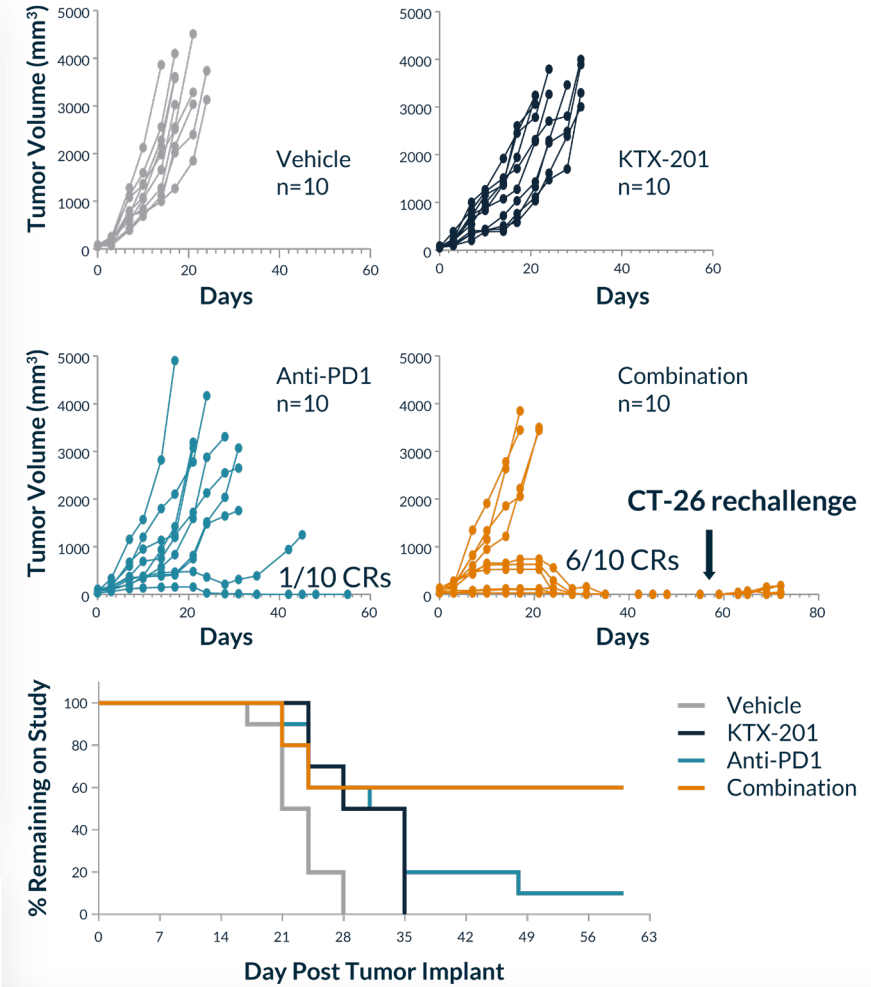 Tumor Volume (mm³)
5000
4000
3000
2000
1000
0
0 20 40 60
Days
Vehicle
n=10
5000
4000
3000
2000
1000
0
0 20 40 60
Days
KTX-201
n=10
Tumor Volume (mm³)
5000
4000
3000
2000
1000
0
0 20 40 60
Days
Anti-PD1
n=10
1/10 CRs
5000
4000
3000
2000
1000
0
0 20 40 60 80
Days
Combination
n=10
CT-26 rechallenge
6/10 CRs
% Remaining on Study
100
80
60
40
20
0
0 7 14 21 28 35 42 49 56 63
Day Post Tumor Implant
Vehicle
KTX-201
Anti-PD1
Combination